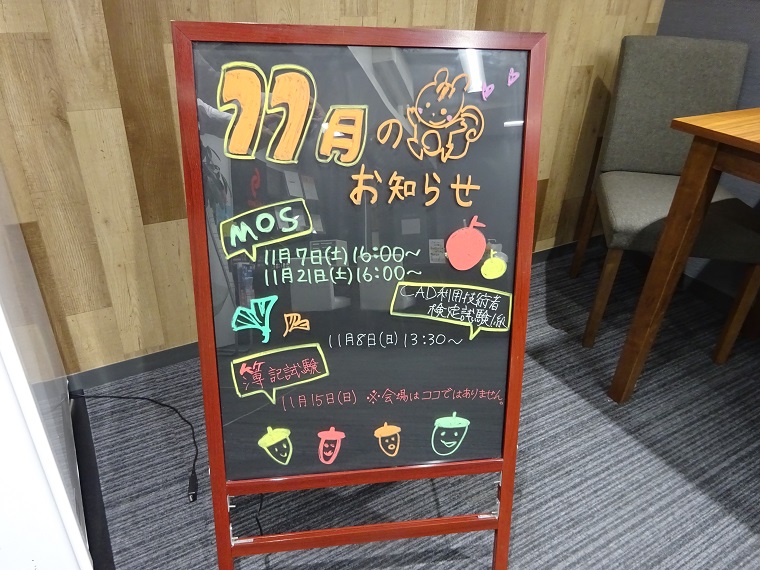 11月の
お知らせ
MOS
11月7日(土)16:00～
11月21日(土)16:00～
CAD利用技術者
検定試験1級
11月8日(日)13:30～
簿記試験
11月15日(日) ※会場はココではありません。